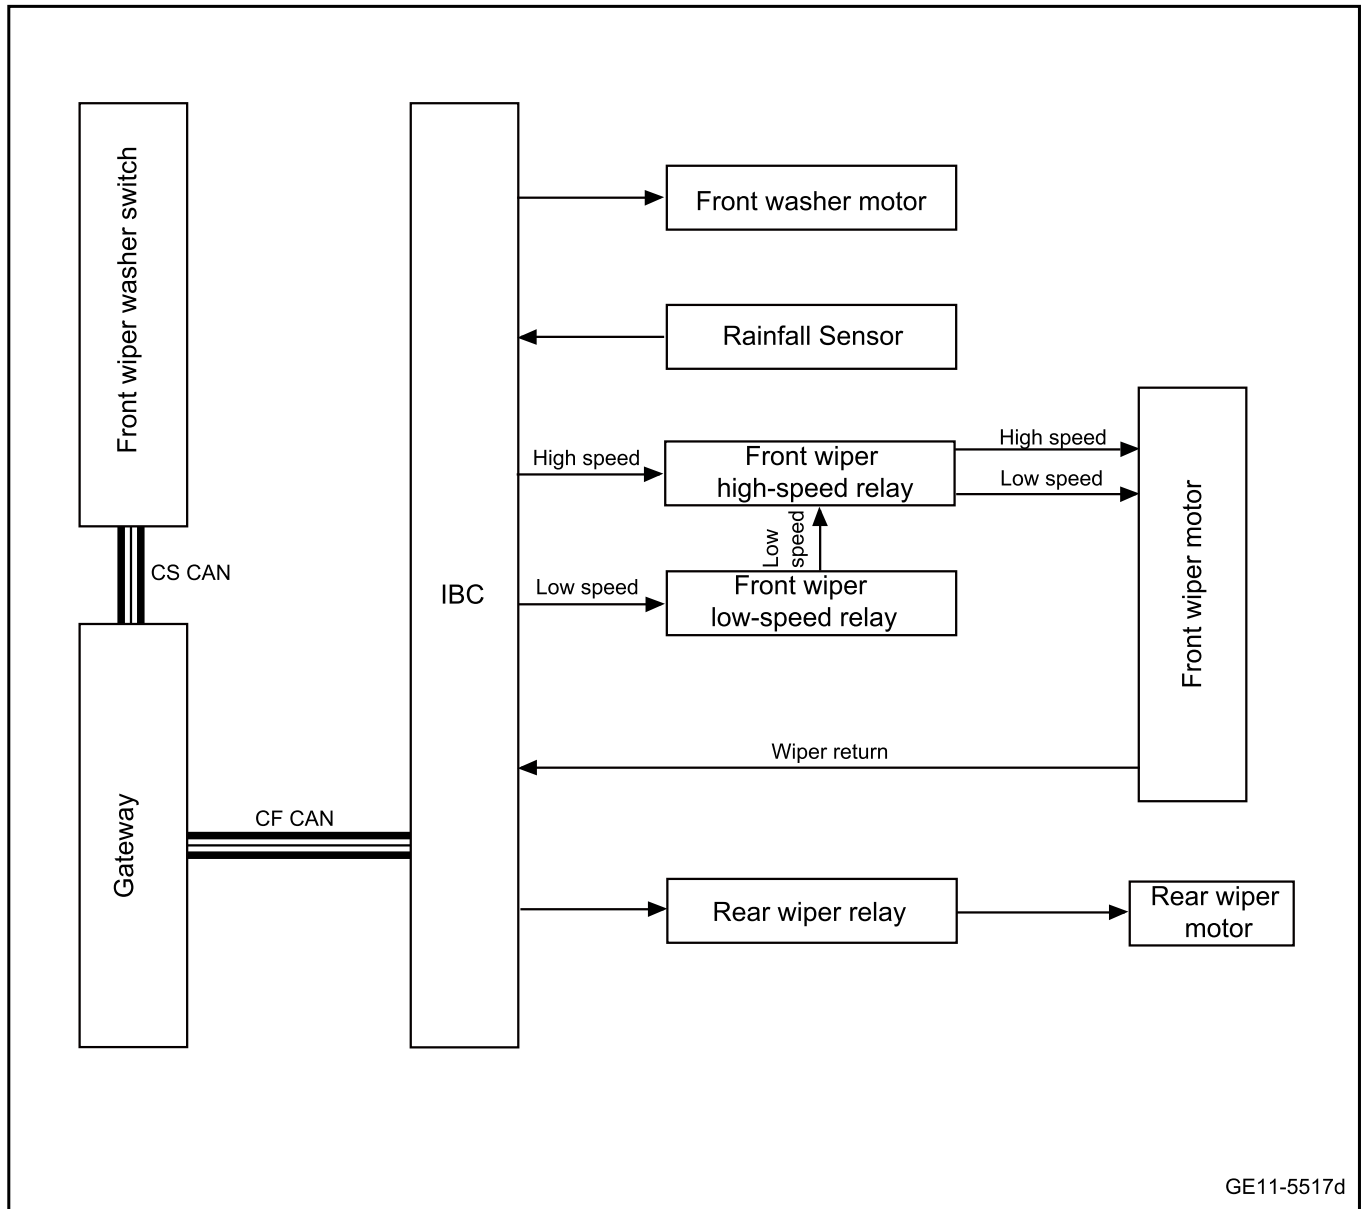 Front wiper washer switch
CS CAN
Gateway
CF CAN
IBC
Front washer motor
Rainfall Sensor
High speed
Front wiper
high-speed relay
High speed
Low speed
Low
speed
Low speed
Front wiper
low-speed relay
Front wiper motor
Wiper return
Rear wiper relay
Rear wiper
motor
GE11-5517d